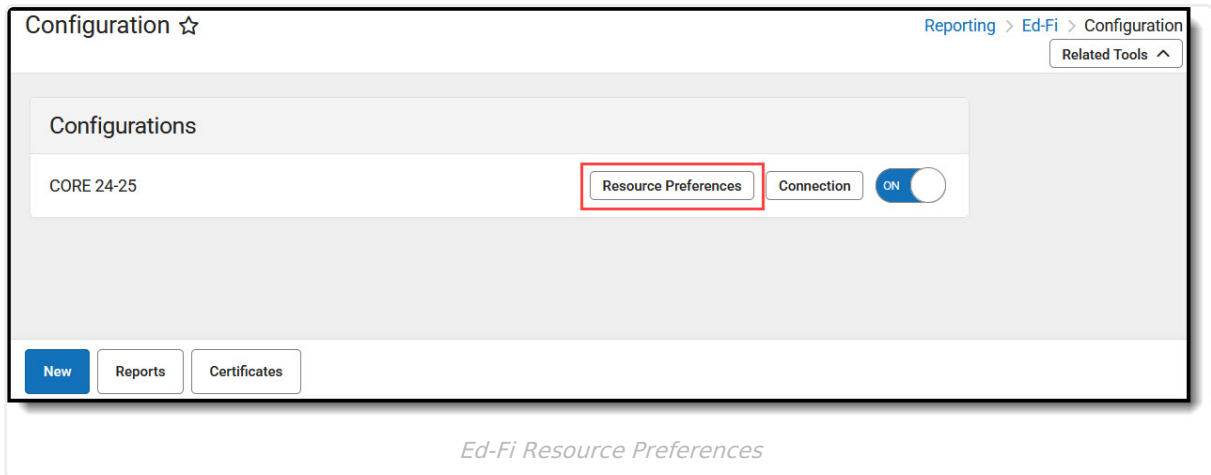 Configuration
Reporting > Ed-Fi > Configuration
Related Tools
Configurations
CORE 24-25
Resource Preferences
Connection
ON
New
Reports
Certificates
Ed-Fi Resource Preferences